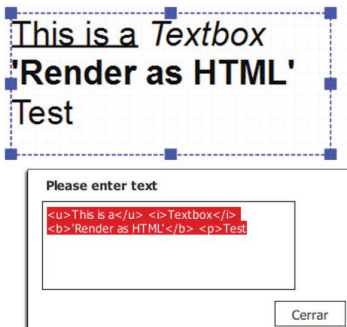 This is a Textbox
'Render as HTML'
Test
Please enter text
<u>This is a</u> <i>Textbox</i>
<b>'Render as HTML'</b> <p>Test
Cerrar